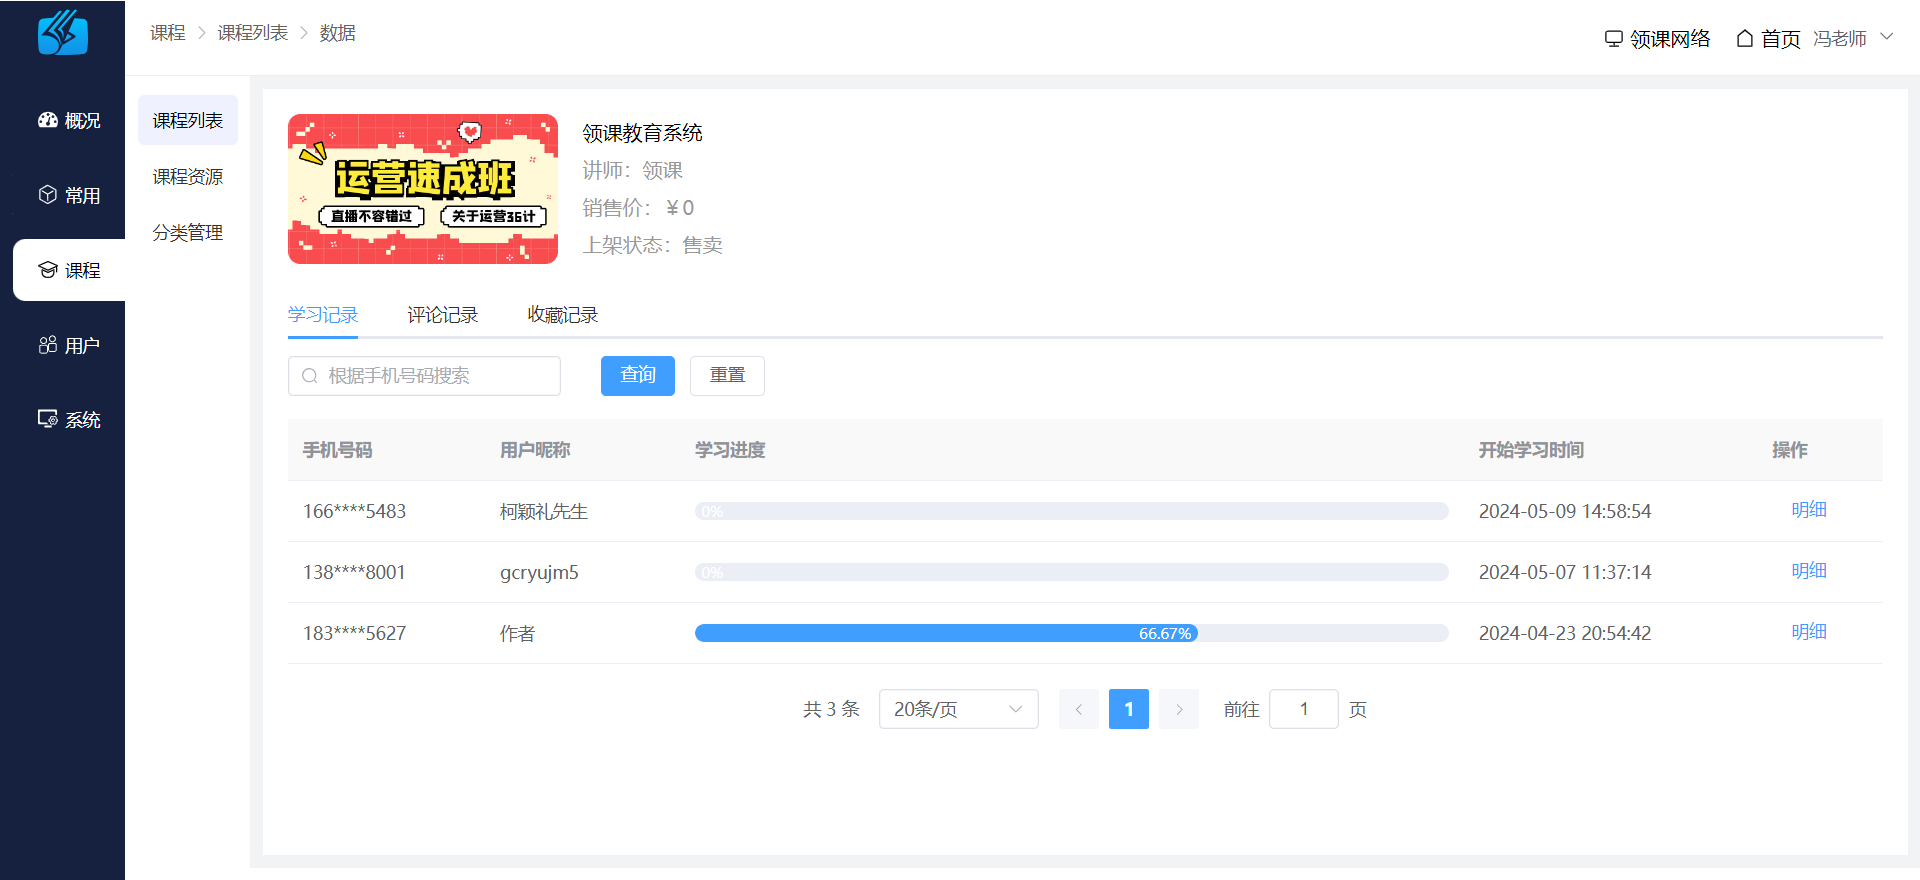 课程 > 课程列表 > 数据
领课网络 首页 冯老师
概况
常用
课程
用户
系统
课程列表
课程资源
分类管理
运营速成班
直播不容错过 关于运营36计
领课教育系统
讲师：领课
销售价：￥0
上架状态：售卖
学习记录 评论记录 收藏记录
根据手机号码搜索 查询 重置
手机号码 用户昵称 学习进度 开始学习时间 操作
166****5483 柯颖礼先生 0% 2024-05-09 14:58:54 明细
138****8001 gcryujm5 0% 2024-05-07 11:37:14 明细
183****5627 作者 66.67% 2024-04-23 20:54:42 明细
共 3 条 20条/页 < 1 > 前往 1 页